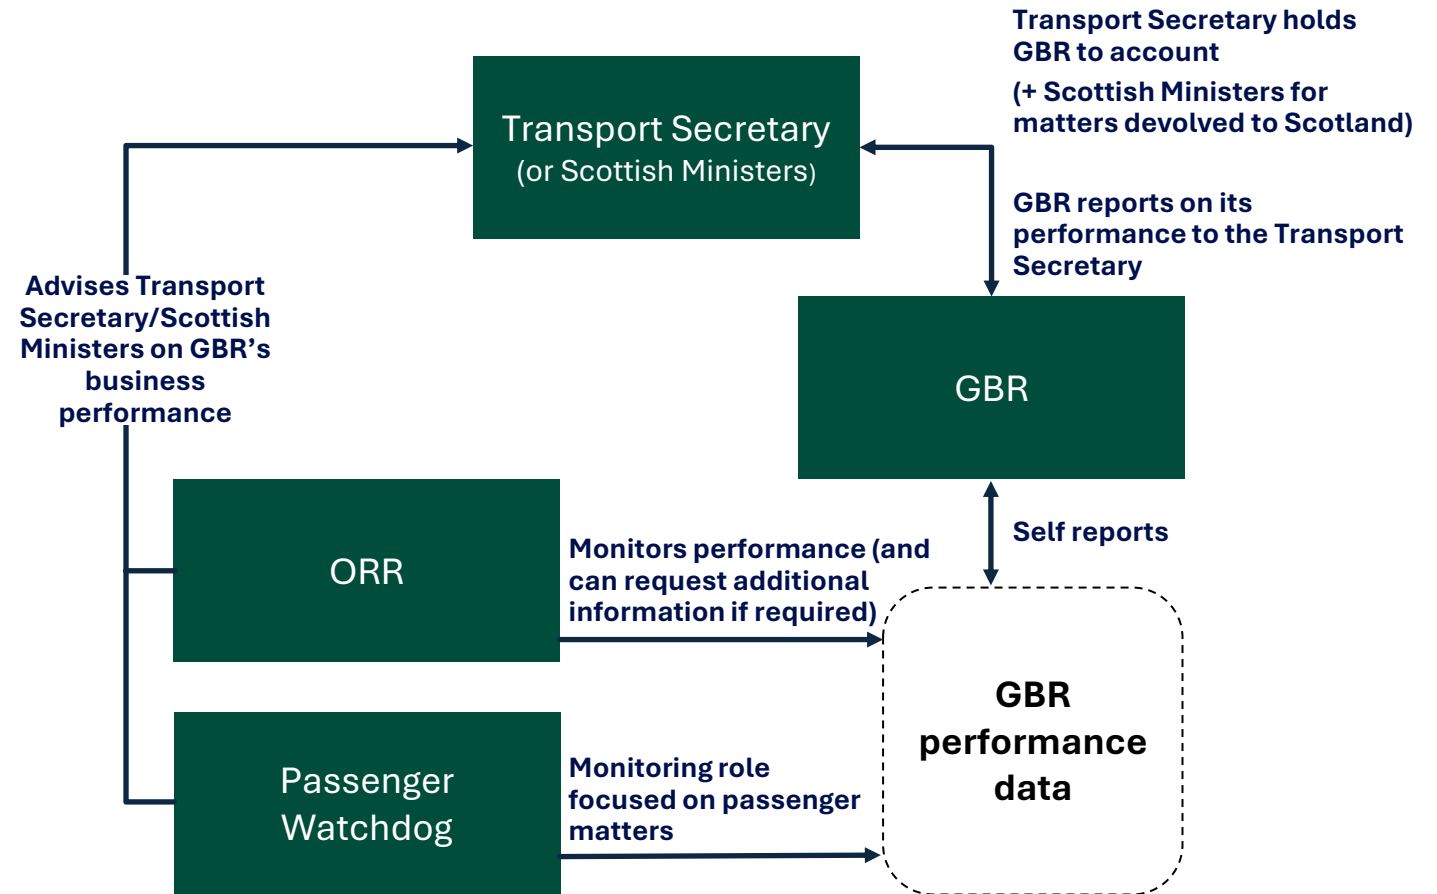 Transport Secretary holds
GBR to account
(+ Scottish Ministers for
matters devolved to Scotland)
Transport Secretary
(or Scottish Ministers)
GBR reports on its
performance to the Transport
Secretary
Advises Transport
Secretary/Scottish
Ministers on GBR’s
business
performance
GBR
Self reports
ORR
Monitors performance (and
can request additional
information if required)
GBR
performance
data
Passenger
Watchdog
Monitoring role
focused on passenger
matters